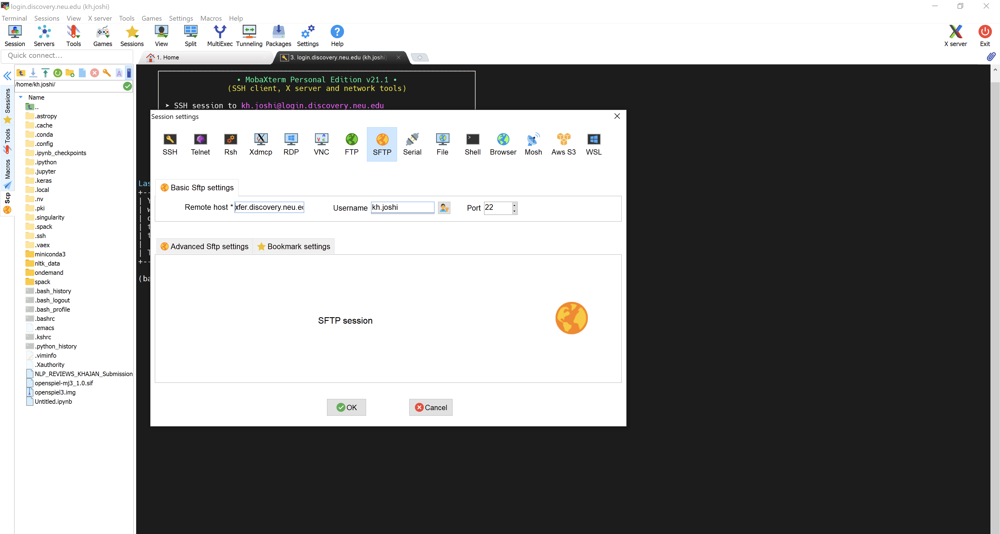 login.discovery.neu.edu (kh.joshi)
Terminal Sessions View X server Tools Games Settings Macros Help
Session Servers Tools Games Sessions View Split MultiExec Tunneling Packages Settings Help X server Exit
Quick connect...
1. Home
3. login.discovery.neu.edu (kh.joshi)
/home/kh.joshi/
Sessions
Tools
Macros
Scp
Name
..
.astropy
.cache
.conda
.config
.ipynb_checkpoints
.ipython
.jupyter
.keras
.local
.nv
.pki
.singularity
.spack
.ssh
.vaex
miniconda3
nltk_data
ondemand
spack
.bash_history
.bash_logout
.bash_profile
.bashrc
.emacs
.kshrc
.python_history
.viminfo
.Xauthority
NLP_REVIEWS_KHAJAN_Submission
openspiel-mj3_1.0.sif
openspiel3.img
Untitled.ipynb
• MobaXterm Personal Edition v21.1 •
(SSH client, X server and network tools)
➤ SSH session to kh.joshi@login.discovery.neu.edu
Session settings
SSH Telnet Rsh Xdmcp RDP VNC FTP SFTP Serial File Shell Browser Mosh Aws S3 WSL
Basic Sftp settings
Remote host * xfer.discovery.neu.ed Username kh.joshi Port 22
Advanced Sftp settings Bookmark settings
SFTP session
OK Cancel